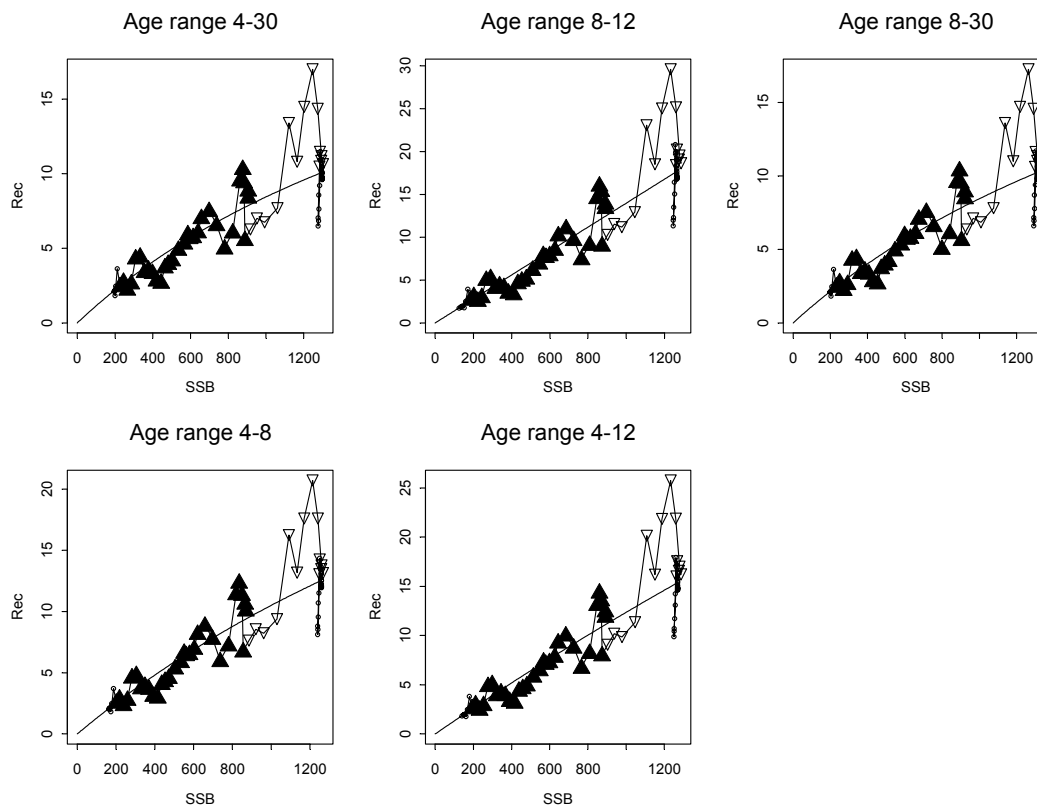 Age range 4-30
Rec
0 5 10 15
0 200 400 600 800 1200
SSB
Age range 8-12
Rec
0 5 10 15 20 25 30
0 200 400 600 800 1200
SSB
Age range 8-30
Rec
0 5 10 15
0 200 400 600 800 1200
SSB
Age range 4-8
Rec
0 5 10 15 20
0 200 400 600 800 1200
SSB
Age range 4-12
Rec
0 5 10 15 20 25
0 200 400 600 800 1200
SSB